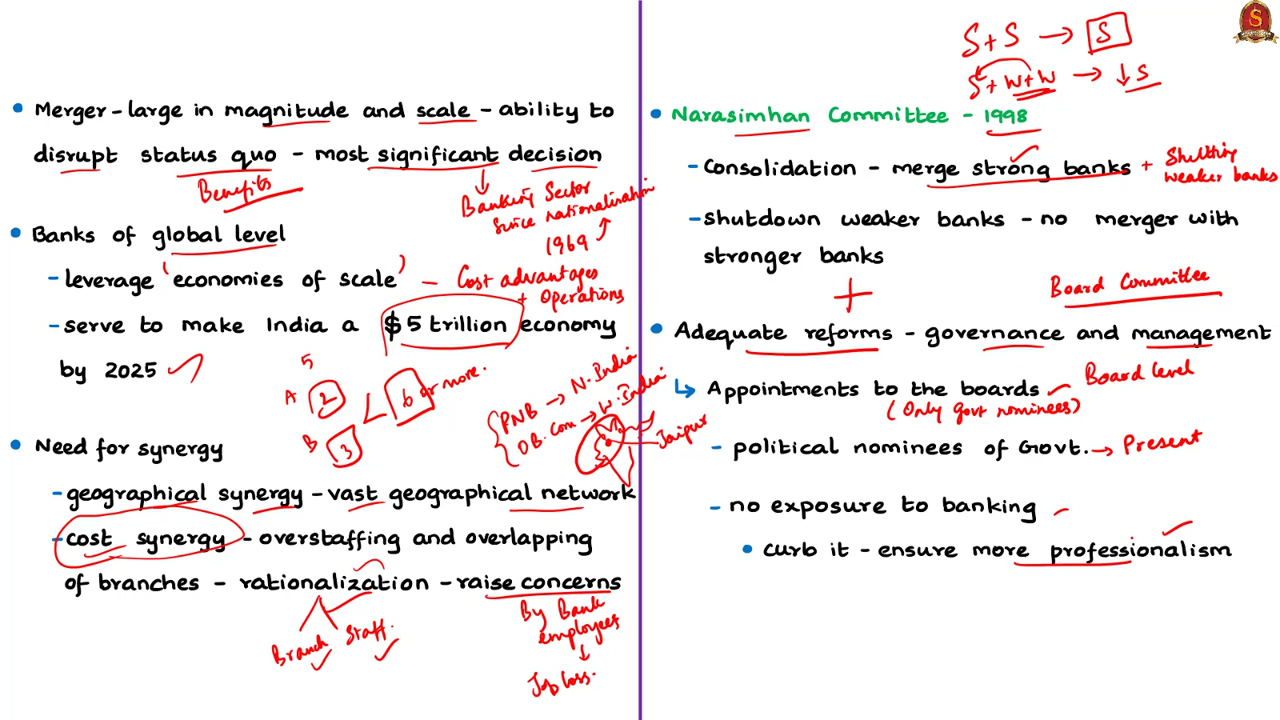 • Merger - large in magnitude and scale - ability to
disrupt status quo - most significant decision
Benefits
Banking Sector
Since nationalisation
1969
• Banks of global level
- leverage 'economies of scale' - Cost advantages
+ Operations
- serve to make India a $5 trillion economy
by 2025
5
A 2 < 6 or more.
B 3
PNB → N. India
OB. Com → W. India
Jaipur
• Need for synergy
- geographical synergy - vast geographical network
- cost synergy - overstaffing and overlapping
of branches - rationalization - raise concerns
Branch Staff.
By Bank
employees
↓
Job loss.
S+S → S
S+W+W → ↓S
• Narasimhan Committee - 1998
- Consolidation - merge strong banks + Shutting
weaker banks
- shutdown weaker banks - no merger with
stronger banks
+
Board Committee
• Adequate reforms - governance and management
↳ Appointments to the boards Board level
(Only govt nominees)
- political nominees of Govt. → Present
- no exposure to banking
• curb it - ensure more professionalism
S